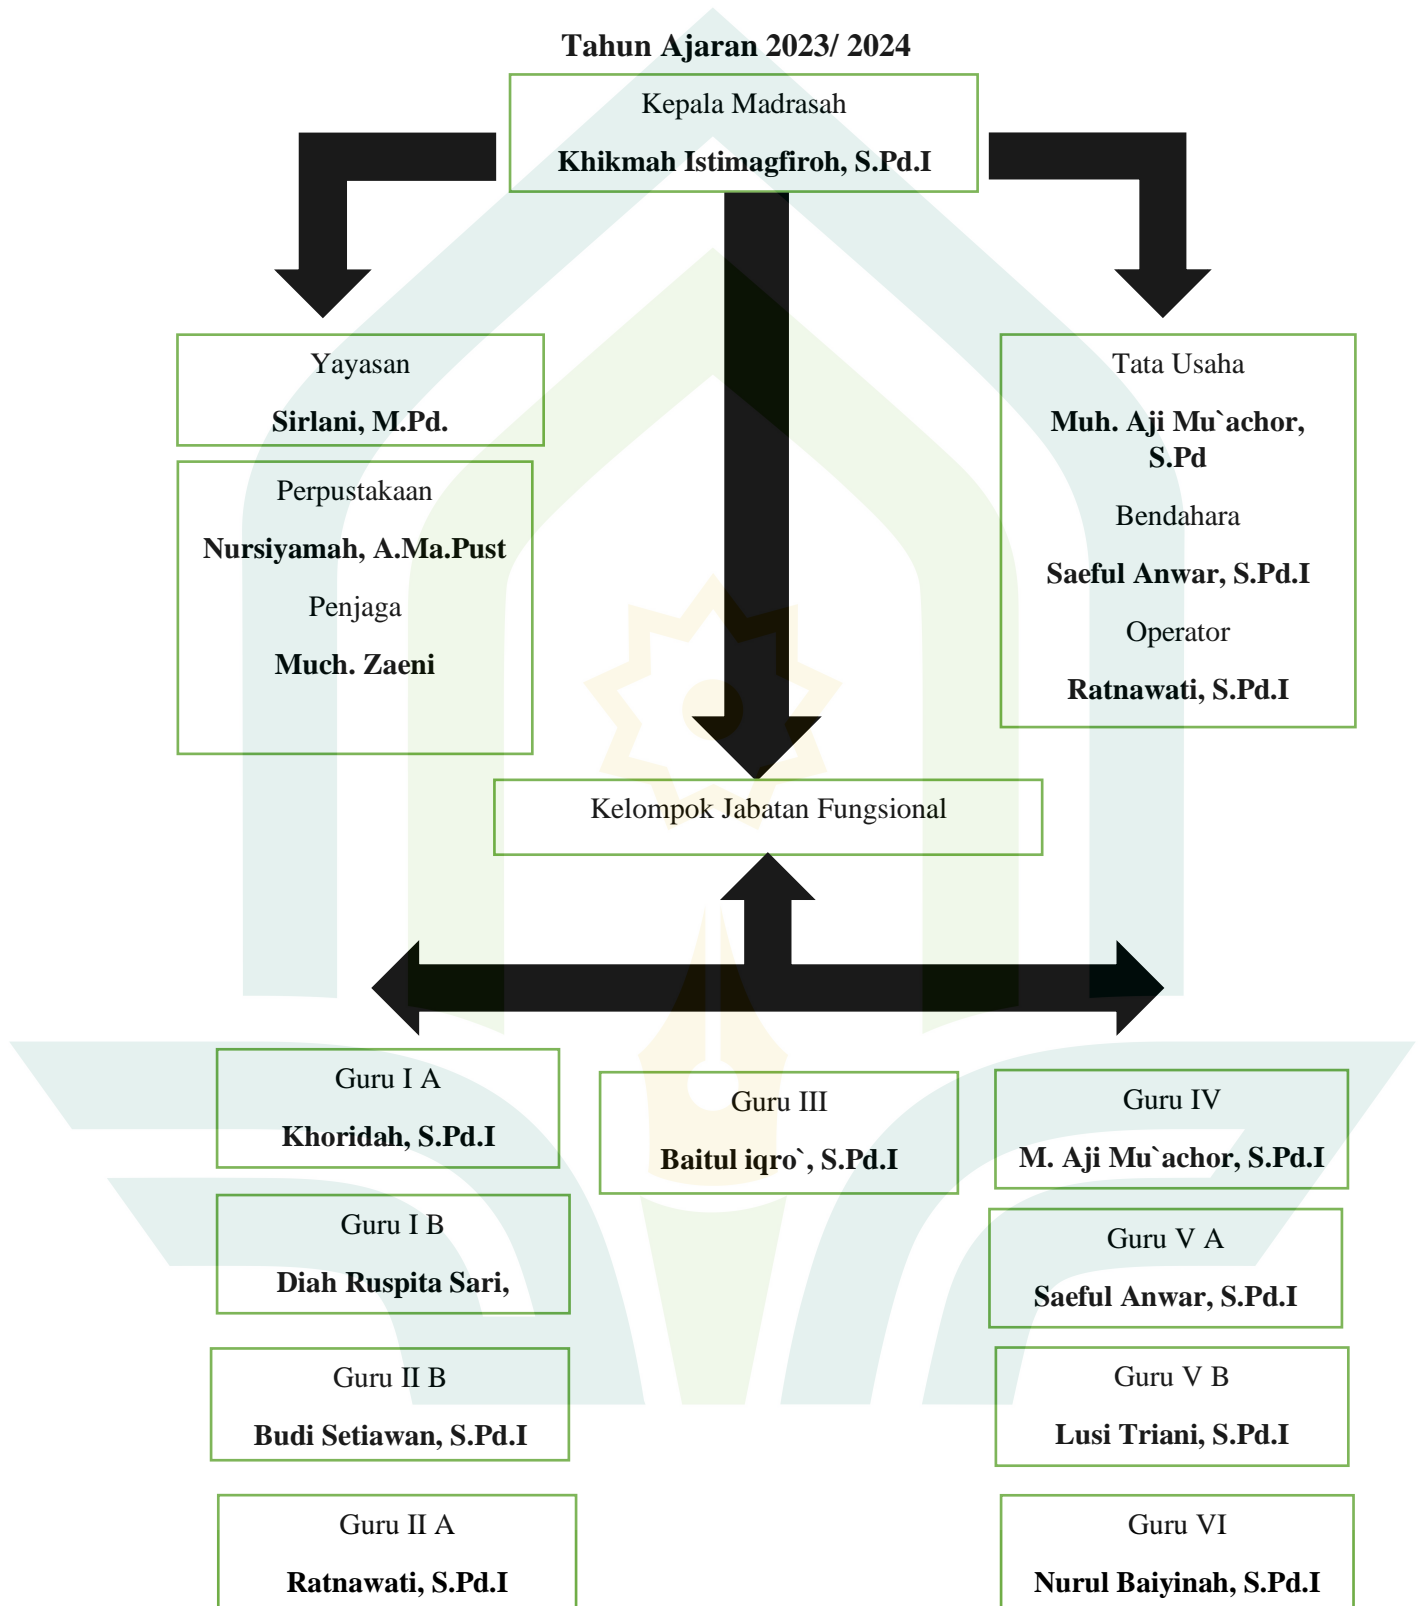 Tahun Ajaran 2023/ 2024
Kepala Madrasah
Khikmah Istimagfiroh, S.Pd.I
Yayasan
Sirlani, M.Pd.
Perpustakaan
Nursiyamah, A.Ma.Pust
Penjaga
Much. Zaeni
Tata Usaha
Muh. Aji Mu`achor,
S.Pd
Bendahara
Saeful Anwar, S.Pd.I
Operator
Ratnawati, S.Pd.I
Kelompok Jabatan Fungsional
Guru I A
Khoridah, S.Pd.I
Guru I B
Diah Ruspita Sari,
Guru II B
Budi Setiawan, S.Pd.I
Guru II A
Ratnawati, S.Pd.I
Guru III
Baitul iqro`, S.Pd.I
Guru IV
M. Aji Mu`achor, S.Pd.I
Guru V A
Saeful Anwar, S.Pd.I
Guru V B
Lusi Triani, S.Pd.I
Guru VI
Nurul Baiyinah, S.Pd.I